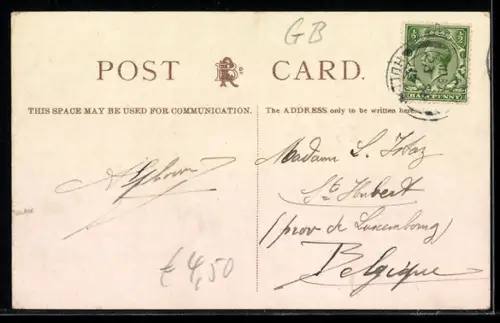 GB
POST CARD.
THIS SPACE MAY BE USED FOR COMMUNICATION.
The ADDRESS only to be written here.
Madame L.
St Hubert
(prov de Luxembourg)
Belgique
£4,50